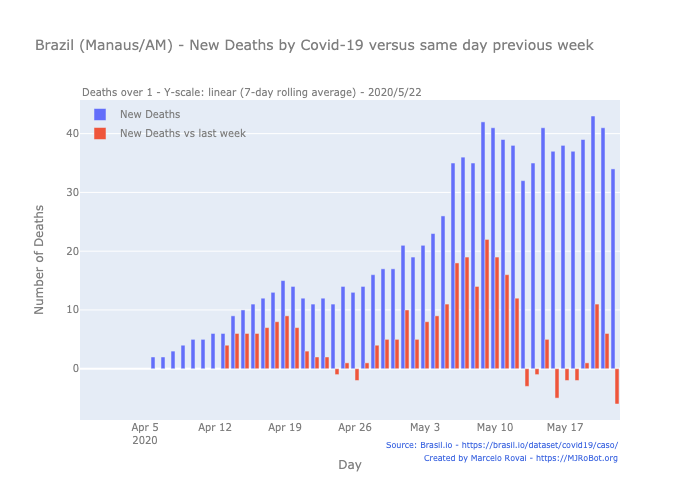 Brazil (Manaus/AM) - New Deaths by Covid-19 versus same day previous week
Deaths over 1 - Y-scale: linear (7-day rolling average) - 2020/5/22
New Deaths
New Deaths vs last week
Number of Deaths
40
30
20
10
0
Apr 5 Apr 12 Apr 19 Apr 26 May 3 May 10 May 17
2020
Source: Brasil.io - https://brasil.io/dataset/covid19/caso/
Created by Marcelo Rovai - https://MJRoBot.org
Day